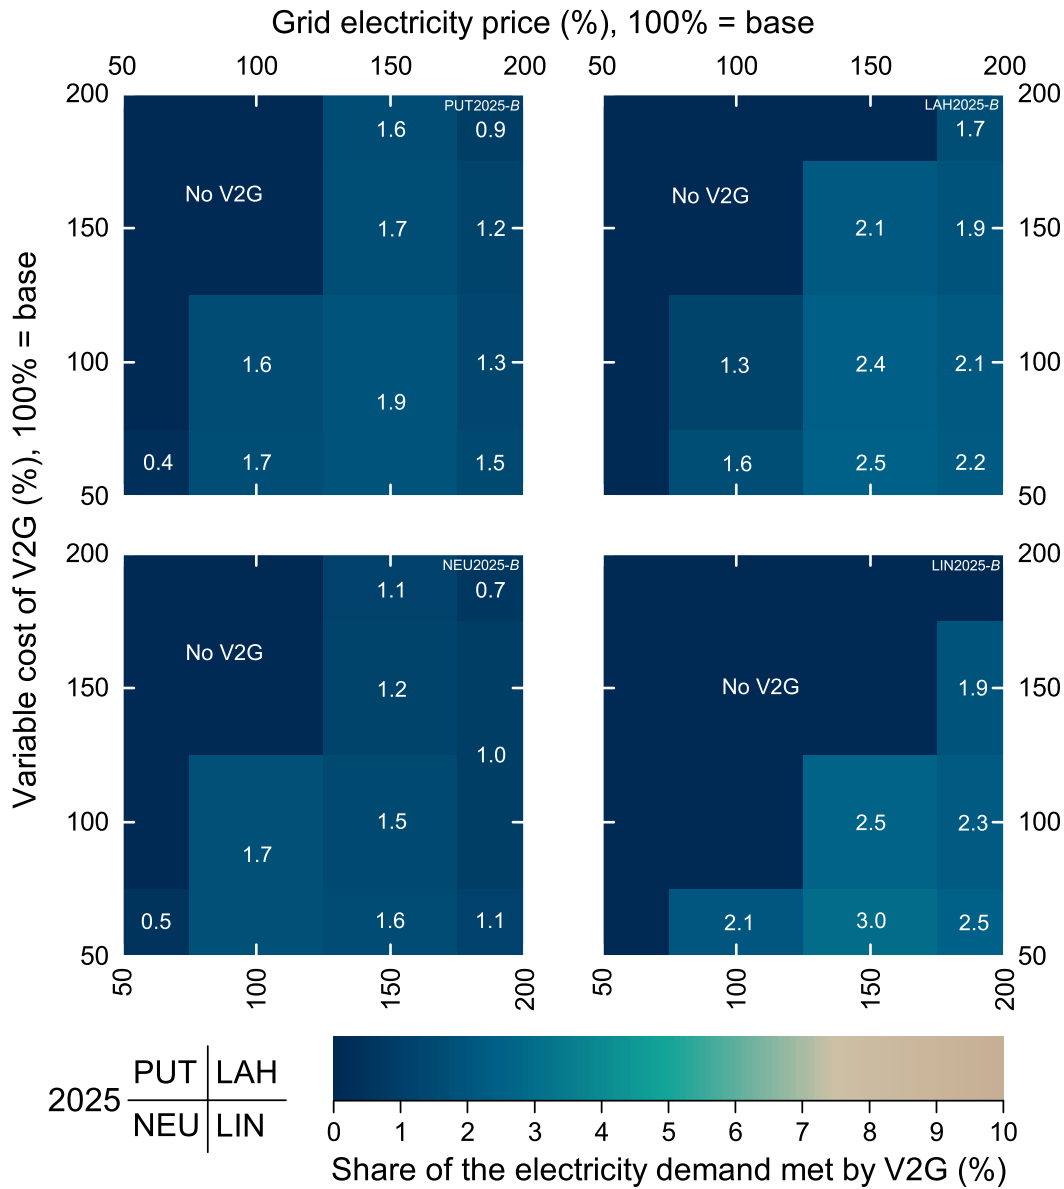 Grid electricity price (%), 100% = base
50 100 150 200 50 100 150 200
Variable cost of V2G (%), 100% = base
200 PUT2025-B LAH2025-B 200
1.6 0.9 1.7
No V2G No V2G
150 1.7 1.2 2.1 1.9 150
100 1.6 1.3 1.3 2.4 2.1 100
1.9
0.4 1.7 1.5 1.6 2.5 2.2
50 50
200 NEU2025-B LIN2025-B 200
1.1 0.7
No V2G
150 1.2 No V2G 1.9 150
1.0
100 1.5 2.5 2.3 100
1.7
0.5 1.6 1.1 2.1 3.0 2.5
50 50
50 100 150 200 50 100 150 200
PUT LAH
2025
NEU LIN
0 1 2 3 4 5 6 7 8 9 10
Share of the electricity demand met by V2G (%)